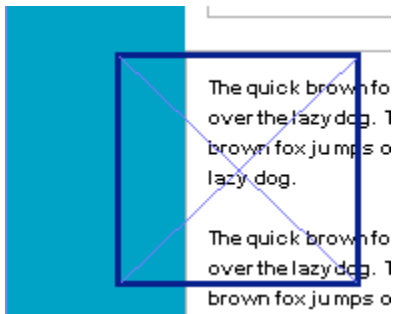 The quick brown fo
over the lazy dog. T
brown fox jumps o
lazy dog.
The quick brown fo
over the lazy dog. T
brown fox jumps o